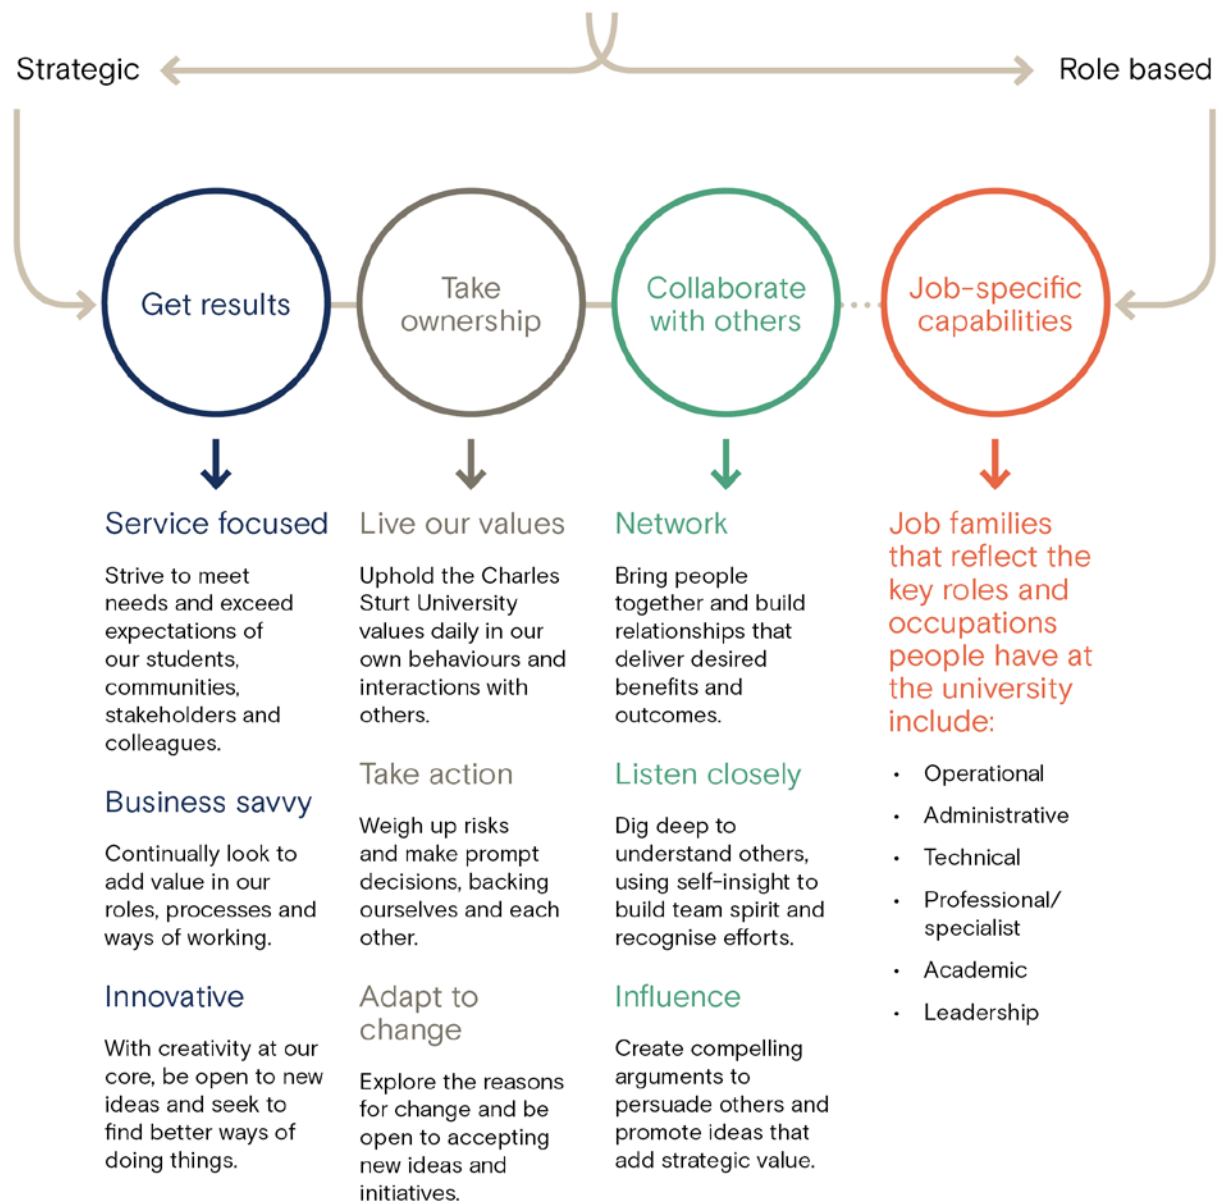 Strategic
Role based
Get results
Take
ownership
Collaborate
with others
Job-specific
capabilities
Service focused
Strive to meet
needs and exceed
expectations of
our students,
communities,
stakeholders and
colleagues.
Business savvy
Continually look to
add value in our
roles, processes and
ways of working.
Innovative
With creativity at our
core, be open to new
ideas and seek to
find better ways of
doing things.
Live our values
Uphold the Charles
Sturt University
values daily in our
own behaviours and
interactions with
others.
Take action
Weigh up risks
and make prompt
decisions, backing
ourselves and each
other.
Adapt to
change
Explore the reasons
for change and be
open to accepting
new ideas and
initiatives.
Network
Bring people
together and build
relationships that
deliver desired
benefits and
outcomes.
Listen closely
Dig deep to
understand others,
using self-insight to
build team spirit and
recognise efforts.
Influence
Create compelling
arguments to
persuade others and
promote ideas that
add strategic value.
Job families
that reflect the
key roles and
occupations
people have at
the university
include:
• Operational
• Administrative
• Technical
• Professional/
specialist
• Academic
• Leadership